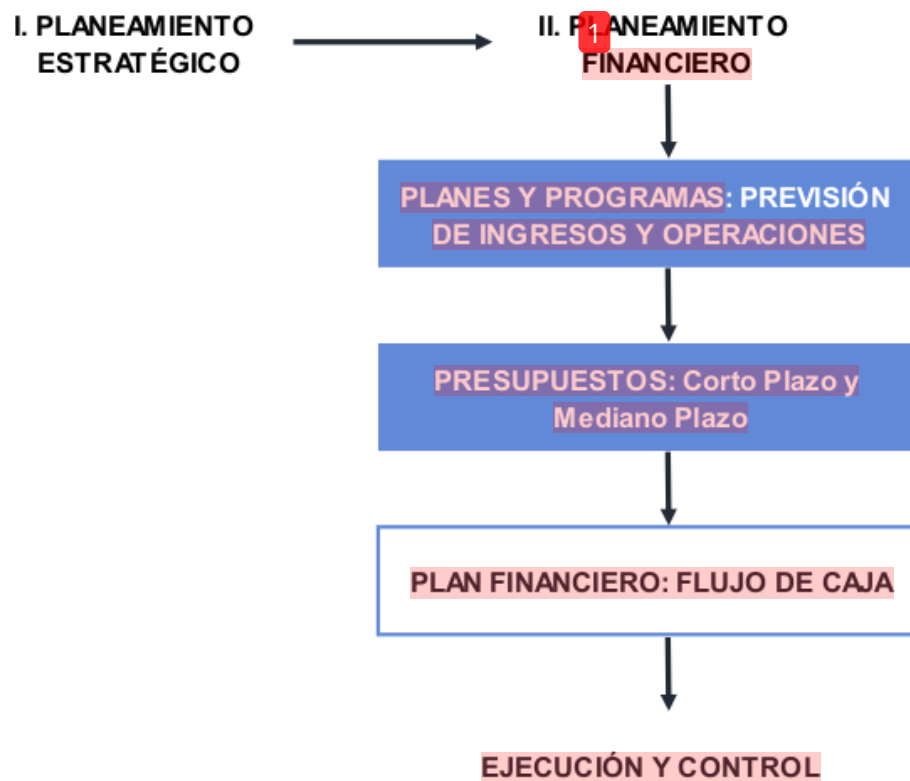 I. PLANEAMIENTO
ESTRATÉGICO
II. PLANEAMIENTO
1
FINANCIERO
PLANES Y PROGRAMAS: PREVISIÓN
DE INGRESOS Y OPERACIONES
PRESUPUESTOS: Corto Plazo y
Mediano Plazo
PLAN FINANCIERO: FLUJO DE CAJA
EJECUCIÓN Y CONTROL